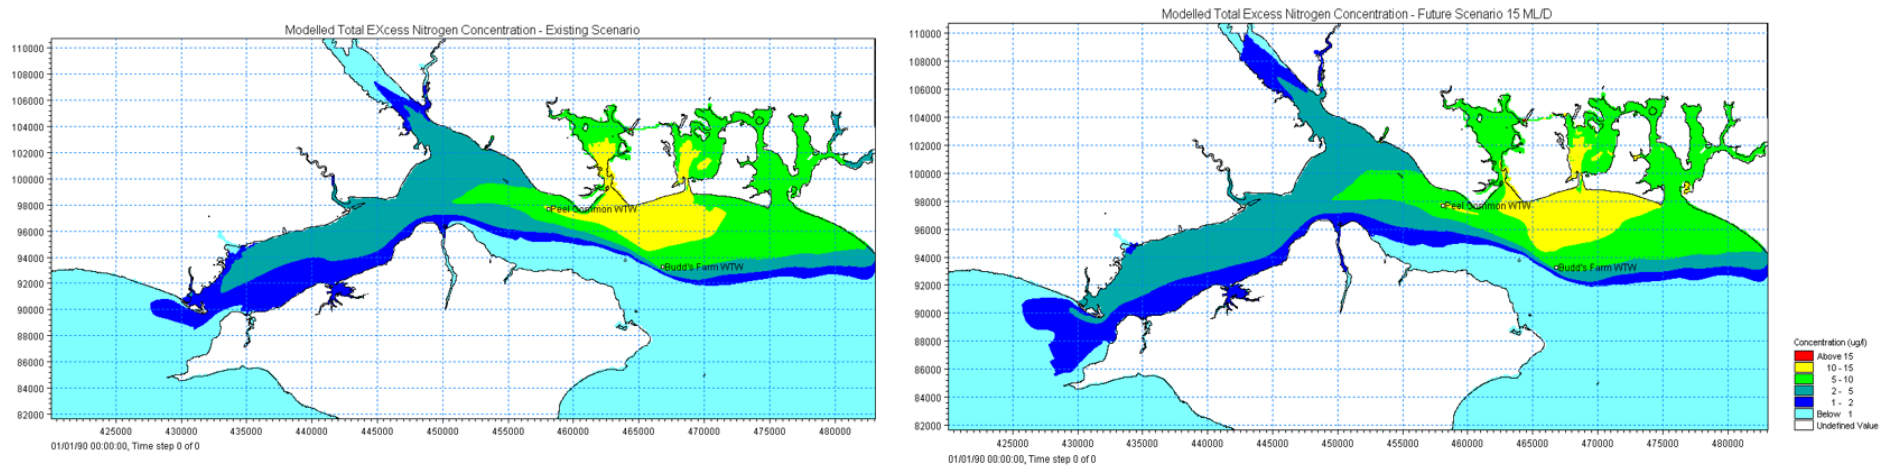 Modelled Total EXcess Nitrogen Concentration - Existing Scenario
110000
108000
106000
104000
102000
100000
98000
96000
94000
92000
90000
88000
86000
84000
82000
Peel Common WTW
Budd's Farm WTW
425000 430000 435000 440000 445000 450000 455000 460000 465000 470000 475000 480000
01/01/90 00:00:00, Time step 0 of 0
Modelled Total Excess Nitrogen Concentration - Future Scenario 15 ML/D
110000
108000
106000
104000
102000
100000
98000
96000
94000
92000
90000
88000
86000
84000
82000
Peel Common WTW
Budd's Farm WTW
425000 430000 435000 440000 445000 450000 455000 460000 465000 470000 475000 480000
01/01/90 00:00:00, Time step 0 of 0
Concentration (ug/l)
Above 15
10 - 15
5 - 10
2 - 5
1 - 2
Below 1
Undefined Value